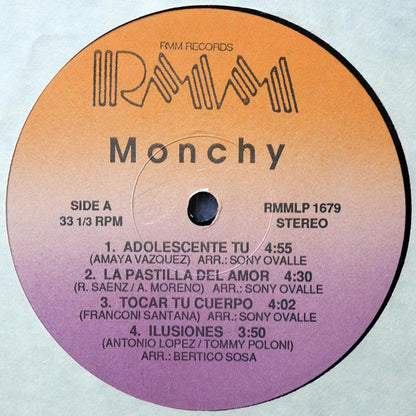 RMM RECORDS
RMM
Monchy
SIDE A
33 1/3 RPM
RMMLP 1679
STEREO
1. ADOLESCENTE TU 4:55
(AMAYA VAZQUEZ) ARR.: SONY OVALLE
2. LA PASTILLA DEL AMOR 4:30
(R. SAENZ / A. MORENO) ARR.: SONY OVALLE
3. TOCAR TU CUERPO 4:02
(FRANCONI SANTANA) ARR.: SONY OVALLE
4. ILUSIONES 3:50
(ANTONIO LOPEZ / TOMMY POLONI)
ARR.: BERTICO SOSA